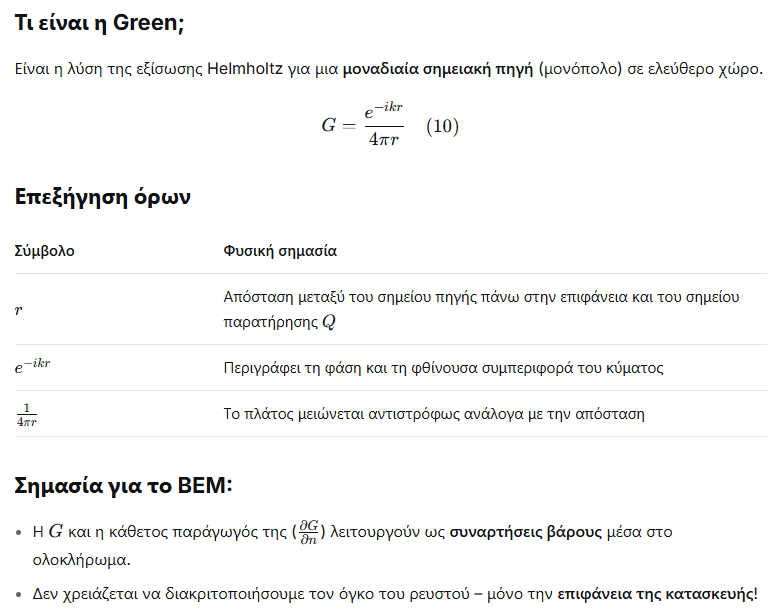 Τι είναι η Green;
Είναι η λύση της εξίσωσης Helmholtz για μια μοναδιαία σημειακή πηγή (μονόπολο) σε ελεύθερο χώρο.
G = \frac{e^{-ikr}}{4\pi r} (10)
Επεξήγηση όρων
Σύμβολο Φυσική σημασία
r Απόσταση μεταξύ του σημείου πηγής πάνω στην επιφάνεια και του σημείου
παρατήρησης Q
e^{-ikr} Περιγράφει τη φάση και τη φθίνουσα συμπεριφορά του κύματος
\frac{1}{4\pi r} Το πλάτος μειώνεται αντιστρόφως ανάλογα με την απόσταση
Σημασία για το BEM:
• Η G και η κάθετος παράγωγός της (\frac{\partial G}{\partial n}) λειτουργούν ως συναρτήσεις βάρους μέσα στο
ολοκλήρωμα.
• Δεν χρειάζεται να διακριτοποιήσουμε τον όγκο του ρευστού – μόνο την επιφάνεια της κατασκευής!